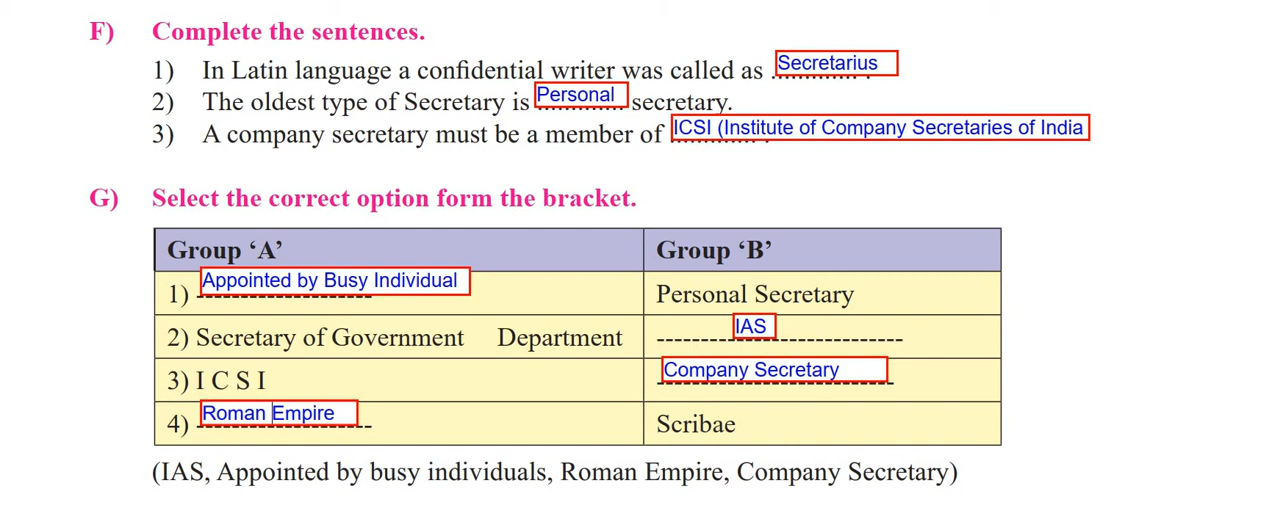 F) Complete the sentences.
1) In Latin language a confidential writer was called as Secretarius .
2) The oldest type of Secretary is Personal secretary.
3) A company secretary must be a member of ICSI (Institute of Company Secretaries of India .
G) Select the correct option form the bracket.
Group ‘A’ Group ‘B’
1) Appointed by Busy Individual Personal Secretary
2) Secretary of Government Department IAS
3) I C S I Company Secretary
4) Roman Empire Scribae
(IAS, Appointed by busy individuals, Roman Empire, Company Secretary)